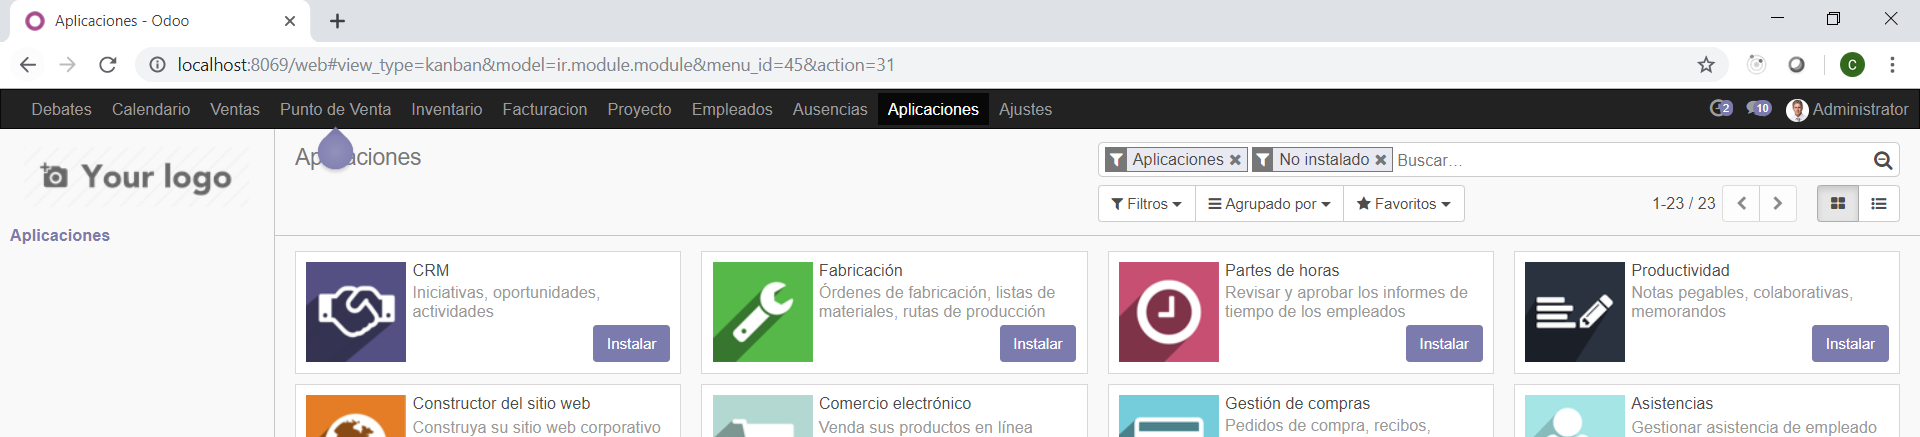 Aplicaciones - Odoo
localhost:8069/web#view_type=kanban&model=ir.module.module&menu_id=45&action=31
C
Debates Calendario Ventas Punto de Venta Inventario Facturacion Proyecto Empleados Ausencias Aplicaciones Ajustes 2 10 Administrator
Your logo
Aplicaciones
Aplicaciones
Aplicaciones No instalado Buscar...
Filtros Agrupado por Favoritos 1-23 / 23
CRM
Iniciativas, oportunidades,
actividades
Instalar
Fabricación
Órdenes de fabricación, listas de
materiales, rutas de producción
Instalar
Partes de horas
Revisar y aprobar los informes de
tiempo de los empleados
Instalar
Productividad
Notas pegables, colaborativas,
memorandos
Instalar
Constructor del sitio web
Construya su sitio web corporativo
Comercio electrónico
Venda sus productos en línea
Gestión de compras
Pedidos de compra, recibos,
Asistencias
Gestionar asistencia de empleado